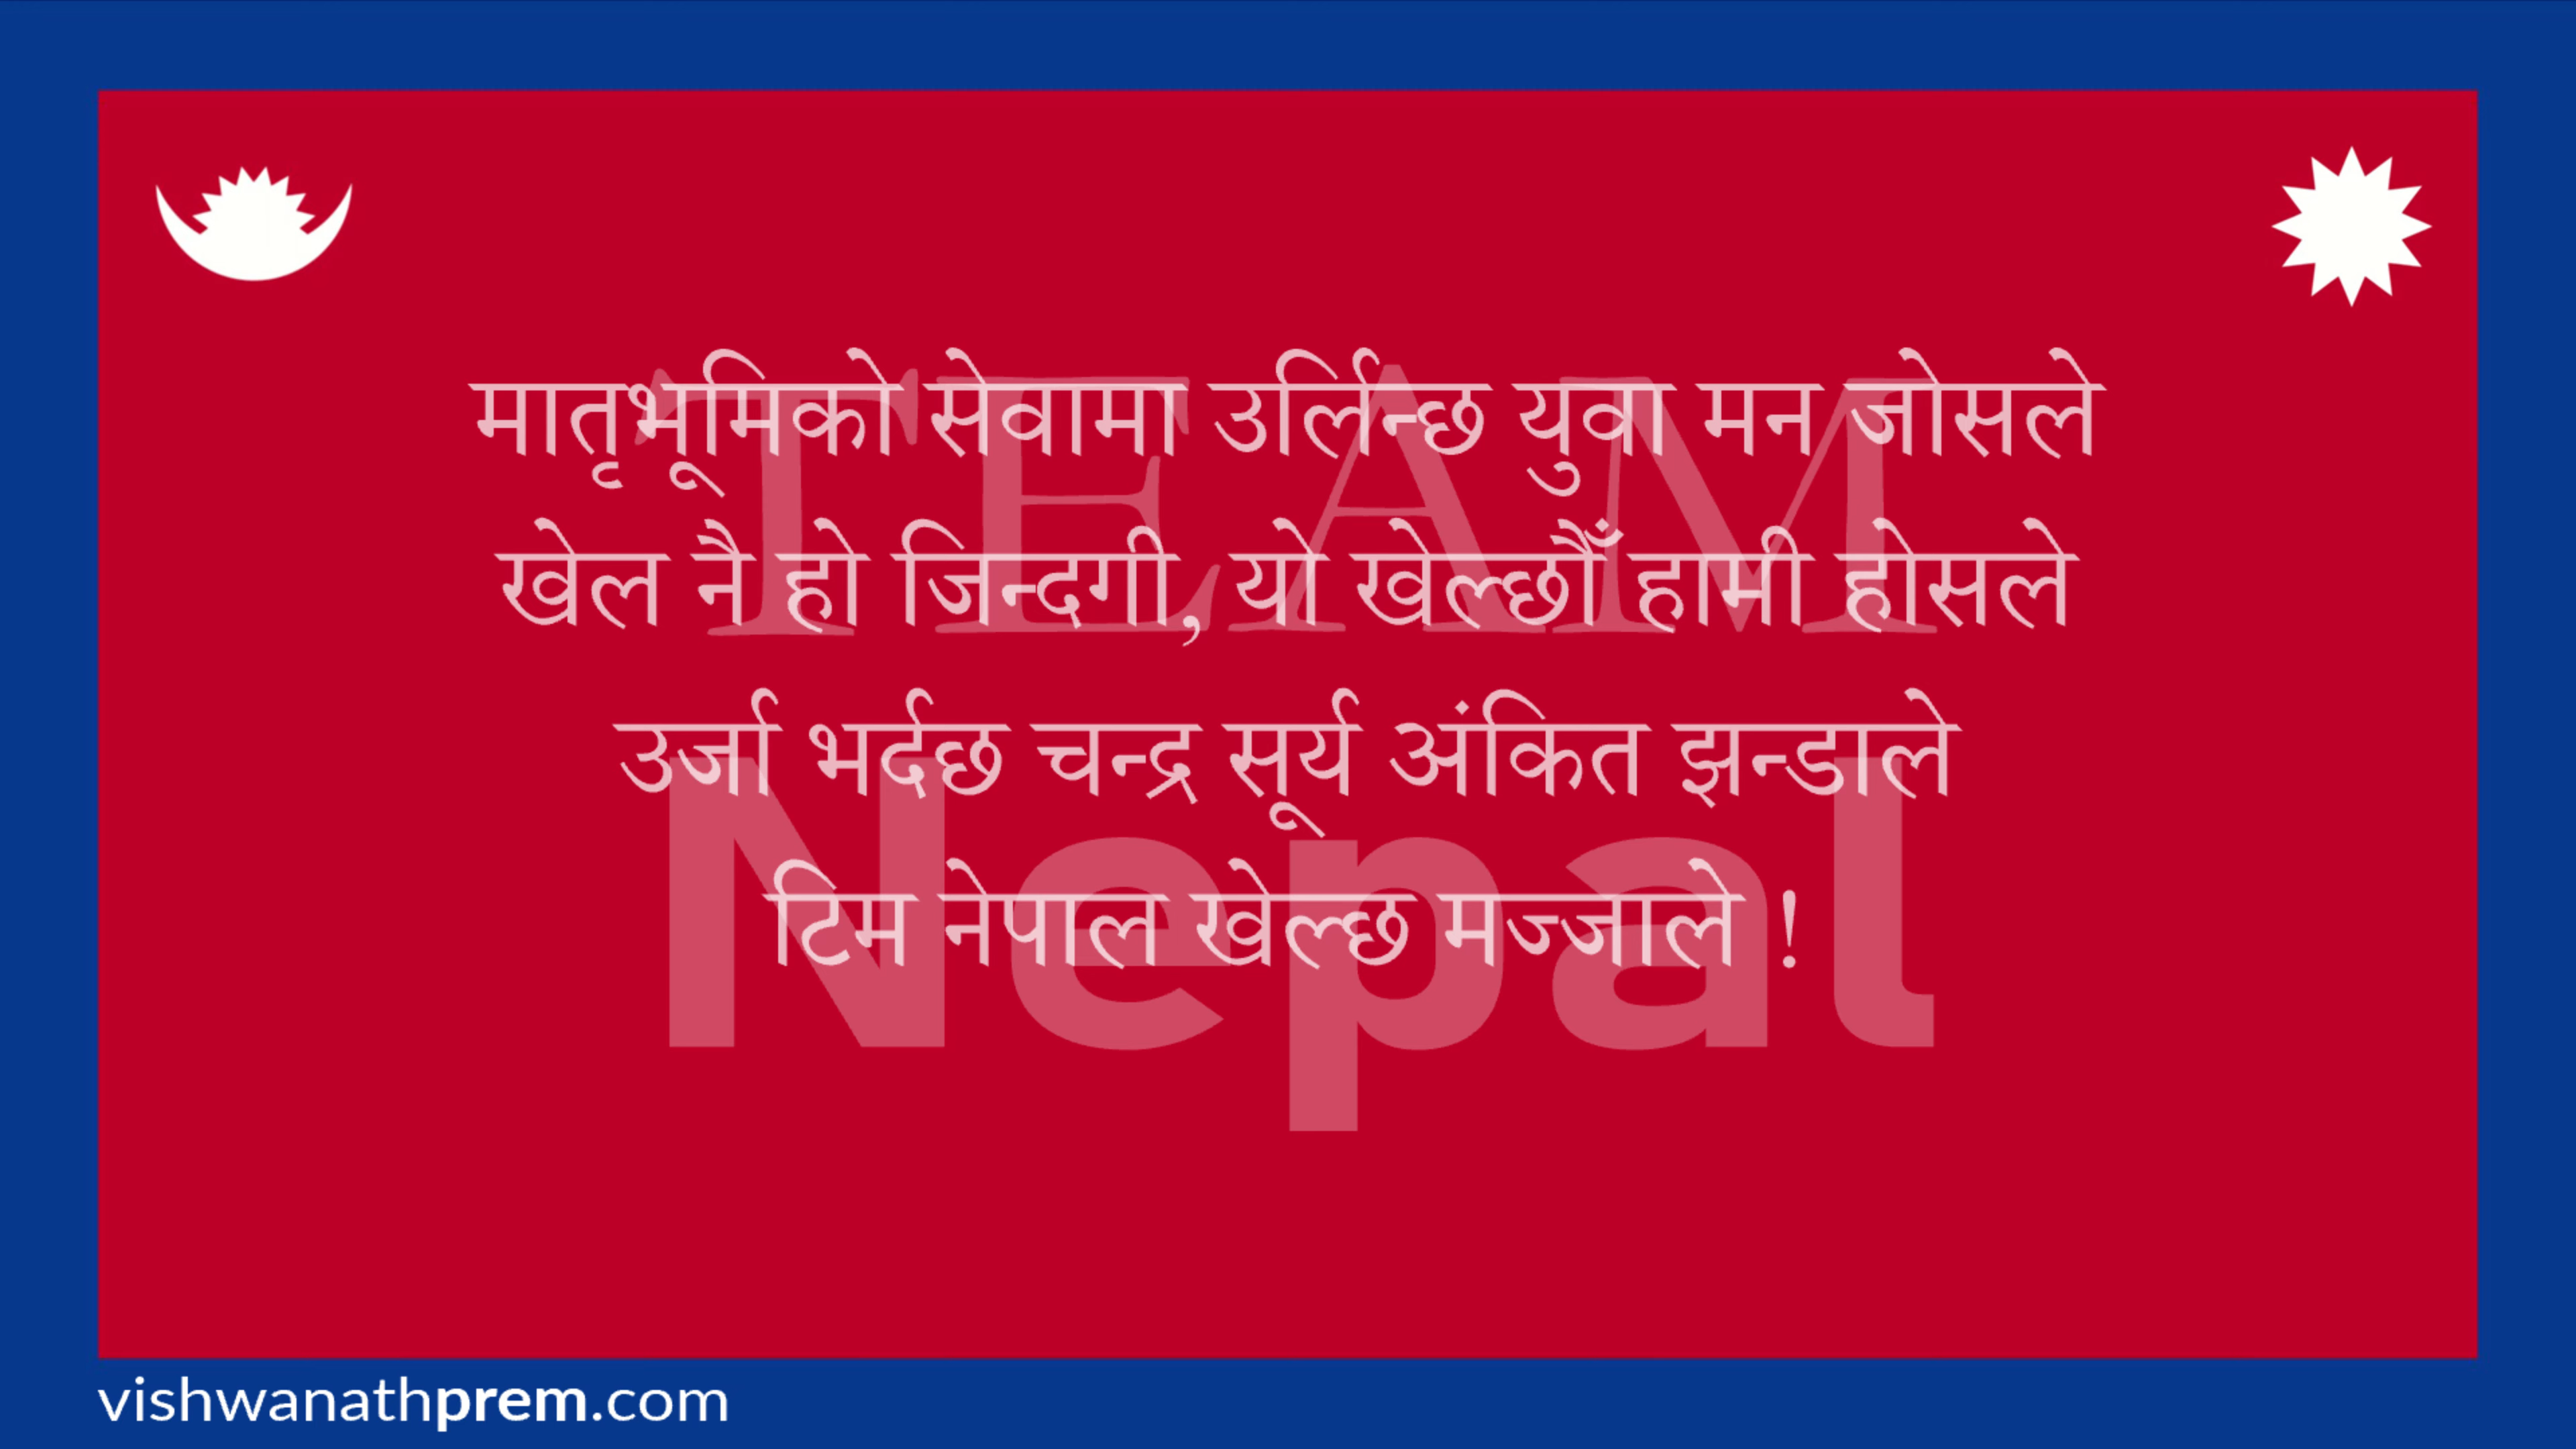 मातृभूमिको सेवामा उर्लिन्छ युवा मन जोसले
खेल नै हो जिन्दगी, यो खेल्छौँ हामी होसले
उर्जा भर्दछ चन्द्र सूर्य अंकित झन्डाले
टिम नेपाल खेल्छ मज्जाले !
TEAM
Nepal
vishwanathprem.com